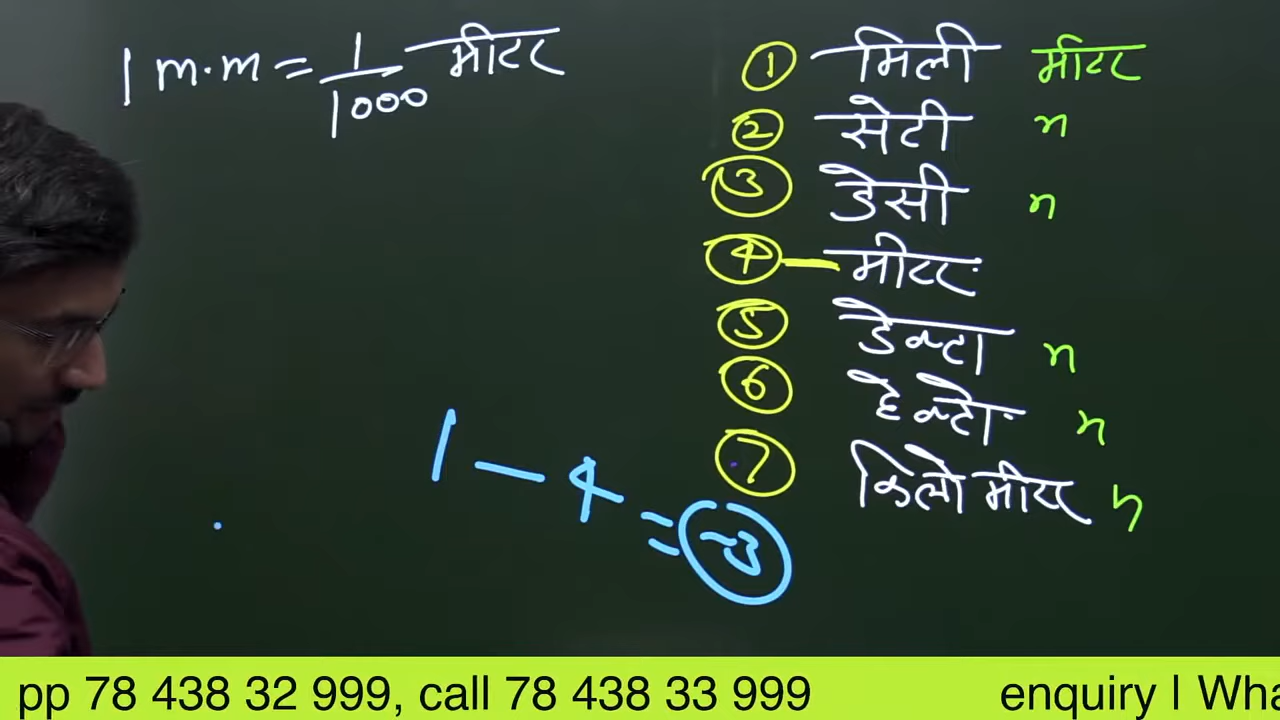 1 m.m = 1/1000 मीटर
① मिली मीटर
② सेटी "
③ डेसी "
④ — मीटर
⑤ डेक्टा "
⑥ हेक्टो "
⑦ किलो मीटर "
1 — 4 = -3
pp 78 438 32 999, call 78 438 33 999 enquiry I Wha